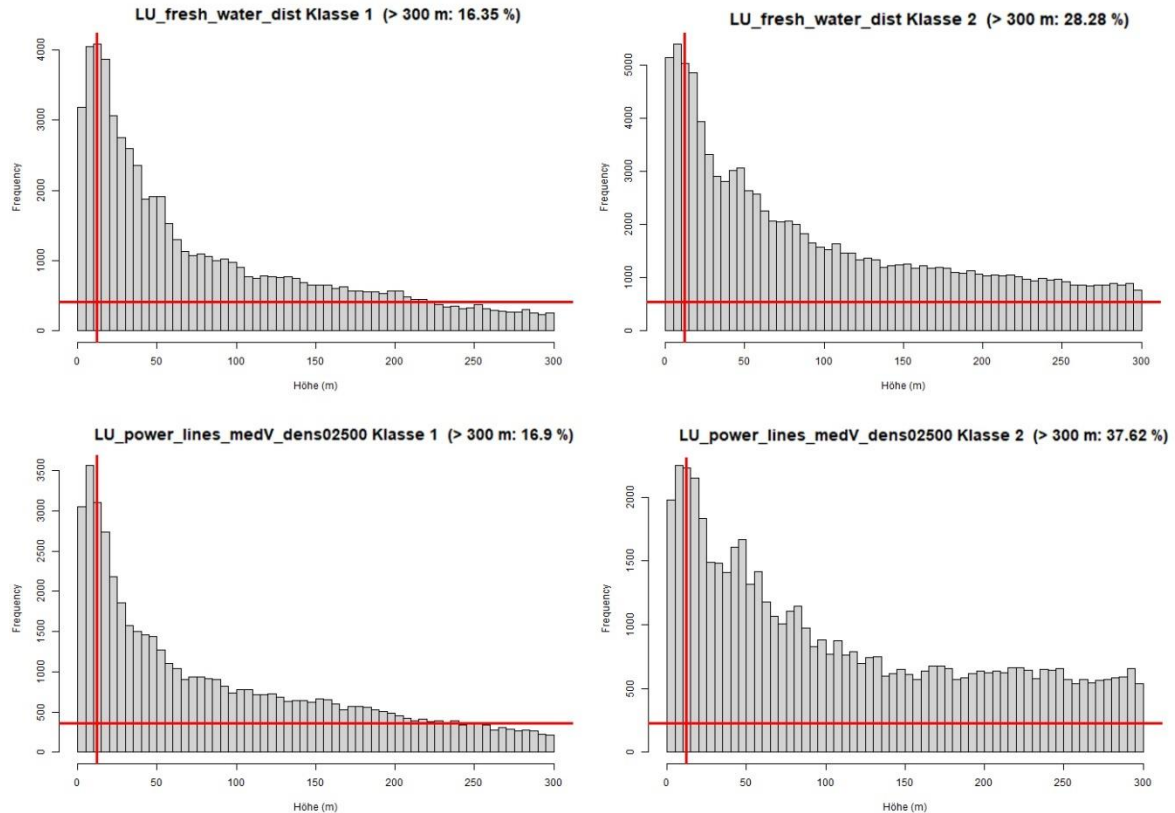 LU_fresh_water_dist Klasse 1 (> 300 m: 16.35 %)
Frequency
4000
3000
2000
1000
0
0 50 100 150 200 250 300
Höhe (m)
LU_fresh_water_dist Klasse 2 (> 300 m: 28.28 %)
Frequency
5000
4000
3000
2000
1000
0
0 50 100 150 200 250 300
Höhe (m)
LU_power_lines_medV_dens02500 Klasse 1 (> 300 m: 16.9 %)
Frequency
3500
3000
2500
2000
1500
1000
500
0
0 50 100 150 200 250 300
Höhe (m)
LU_power_lines_medV_dens02500 Klasse 2 (> 300 m: 37.62 %)
Frequency
2000
1500
1000
500
0
0 50 100 150 200 250 300
Höhe (m)